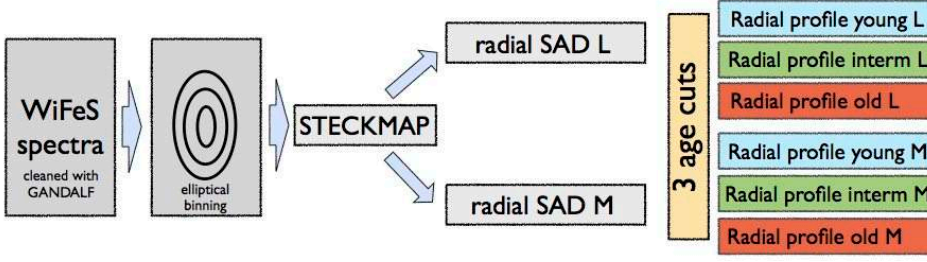 WiFeS
spectra
cleaned with
GANDALF
elliptical
binning
STECKMAP
radial SAD L
radial SAD M
3 age cuts
Radial profile young L
Radial profile interm L
Radial profile old L
Radial profile young M
Radial profile interm M
Radial profile old M